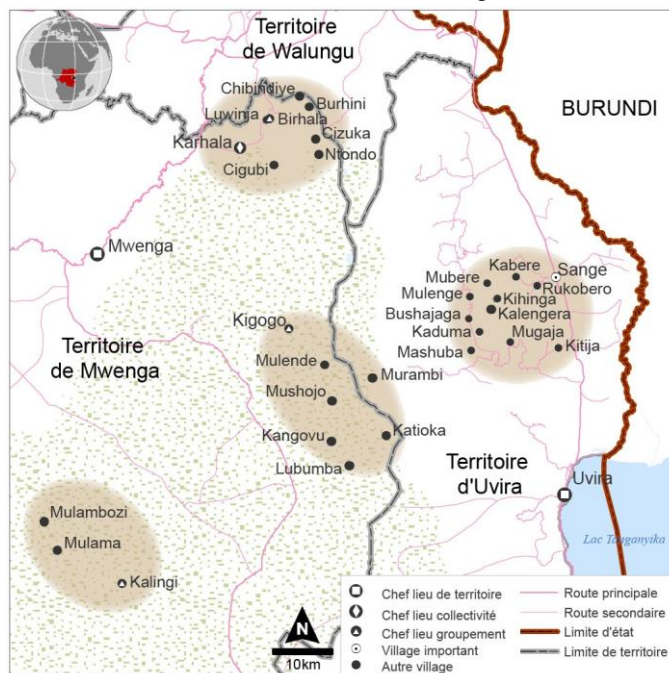 Territoire
de Walungu
BURUNDI
Chibindiye
Burhini
Luwinja
Birhala
Cizuka
Karhala
Ntondo
Cigubi
Mwenga
Kabere
Sange
Mubere
Rukobero
Mulenge
Kihinga
Bushajaga
Kalengera
Kaduma
Mugaja
Mashuba
Kitija
Kigogo
Territoire
de Mwenga
Mulende
Murambi
Mushojo
Kangovu
Katioka
Lubumba
Territoire
d'Uvira
Uvira
Lac Tanganyika
Mulambozi
Mulama
Kalingi
N
10km
Chef lieu de territoire
Chef lieu collectivité
Chef lieu groupement
Village important
Autre village
Route principale
Route secondaire
Limite d'état
Limite de territoire